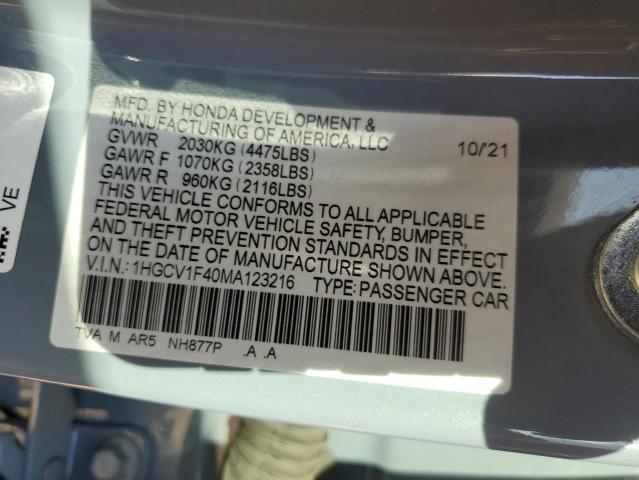 MFD. BY HONDA DEVELOPMENT &
MANUFACTURING OF AMERICA, LLC
GVWR 2030KG (4475LBS) 10/'21
GAWR F 1070KG (2358LBS)
GAWR R 960KG (2116LBS)
THIS VEHICLE CONFORMS TO ALL APPLICABLE
FEDERAL MOTOR VEHICLE SAFETY, BUMPER,
AND THEFT PREVENTION STANDARDS IN EFFECT
ON THE DATE OF MANUFACTURE SHOWN ABOVE.
V.I.N.: 1HGCV1F40MA123216 TYPE: PASSENGER CAR
TVA M AR5 NH877P .A .A
VE